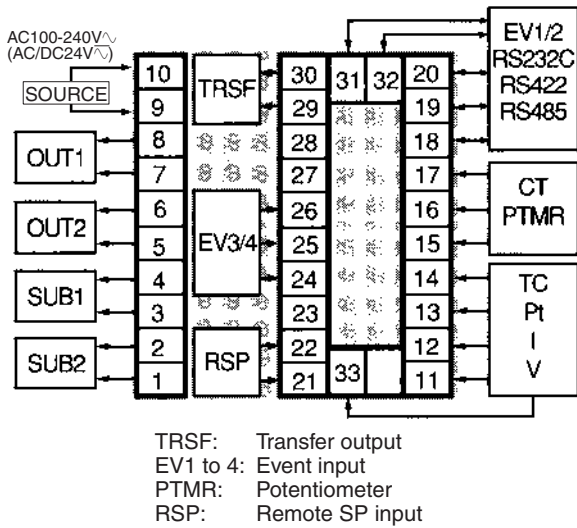 AC100-240V
(AC/DC24V)
SOURCE
OUT1
OUT2
SUB1
SUB2
10
9
8
7
6
5
4
3
2
1
TRSF
EV3/4
RSP
30
29
28
27
26
25
24
23
22
21
31
32
33
20
19
18
17
16
15
14
13
12
11
EV1/2
RS232C
RS422
RS485
CT
PTMR
TC
Pt
I
V
TRSF: Transfer output
EV1 to 4: Event input
PTMR: Potentiometer
RSP: Remote SP input